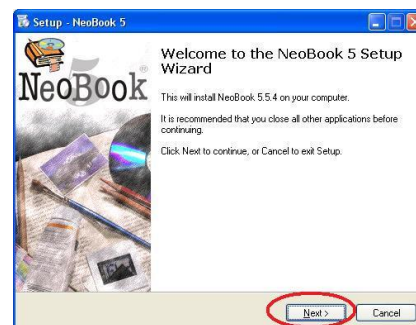 Setup - NeoBook 5
NeoBook
5
Welcome to the NeoBook 5 Setup
Wizard
This will install NeoBook 5.5.4 on your computer.
It is recommended that you close all other applications before
continuing.
Click Next to continue, or Cancel to exit Setup.
Next >
Cancel